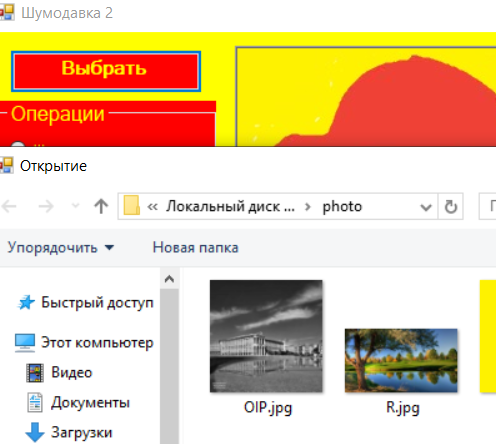 Шумодавка 2
Выбрать
Операции
Открытие
« Локальный диск ... › photo
Упорядочить
Новая папка
Быстрый доступ
Этот компьютер
Видео
Документы
Загрузки
OIP.jpg
R.jpg